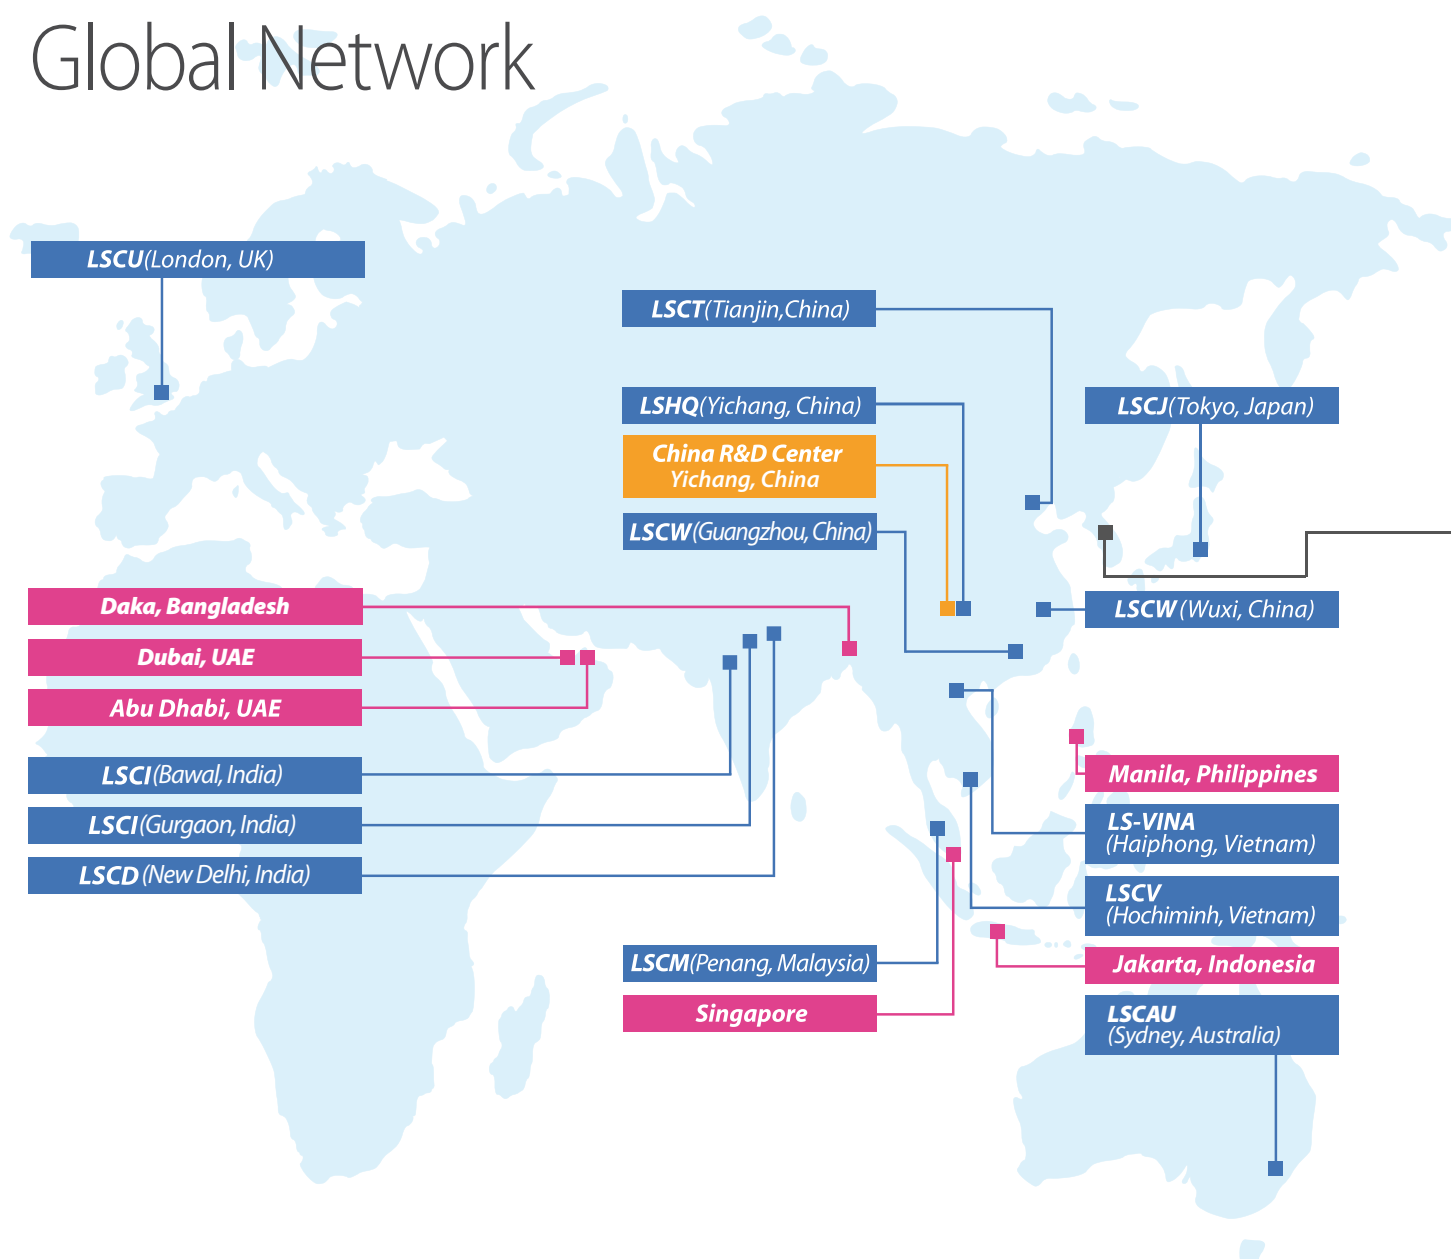 Global Network
LSCU(London, UK)
LSCT(Tianjin,China)
LSHQ(Yichang, China)
China R&D Center
Yichang, China
LSCW(Guangzhou, China)
LSCJ(Tokyo, Japan)
LSCW(Wuxi, China)
Daka, Bangladesh
Dubai, UAE
Abu Dhabi, UAE
LSCI(Bawal, India)
LSCI(Gurgaon, India)
LSCD(New Delhi, India)
Manila, Philippines
LS-VINA
(Haiphong, Vietnam)
LSCV
(Hochiminh, Vietnam)
LSCM(Penang, Malaysia)
Singapore
Jakarta, Indonesia
LSCAU
(Sydney, Australia)